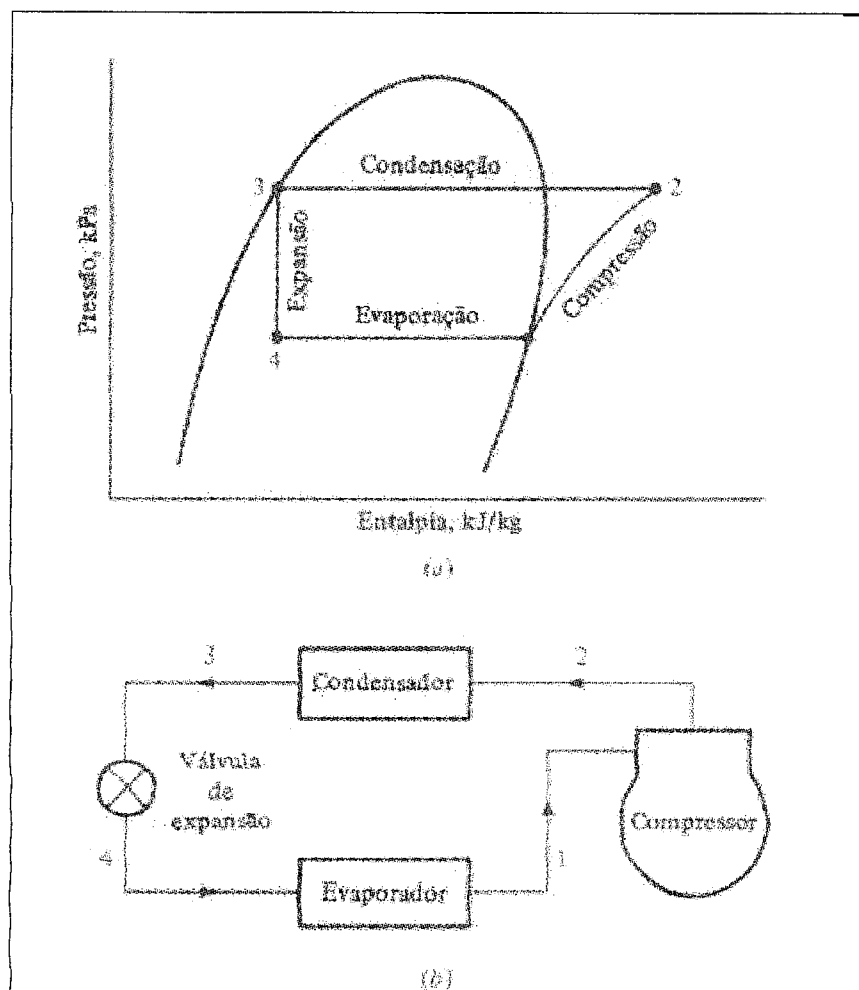 Pressão, kPa
Condensação
3
2
Expansão
Compressão
Evaporação
4
Entalpia, kJ/kg
(a)
3
2
Condensador
Válvula
de
expansão
Compressor
4
1
Evaporador
(b)